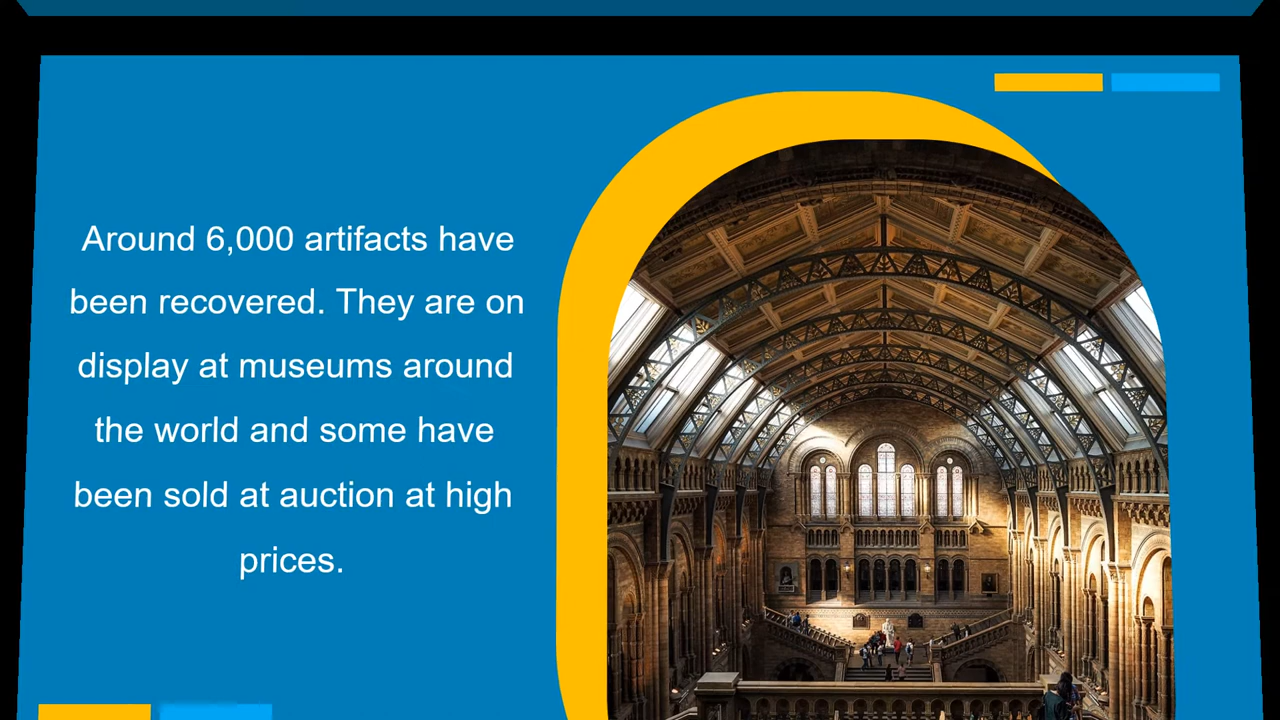 Around 6,000 artifacts have
been recovered. They are on
display at museums around
the world and some have
been sold at auction at high
prices.